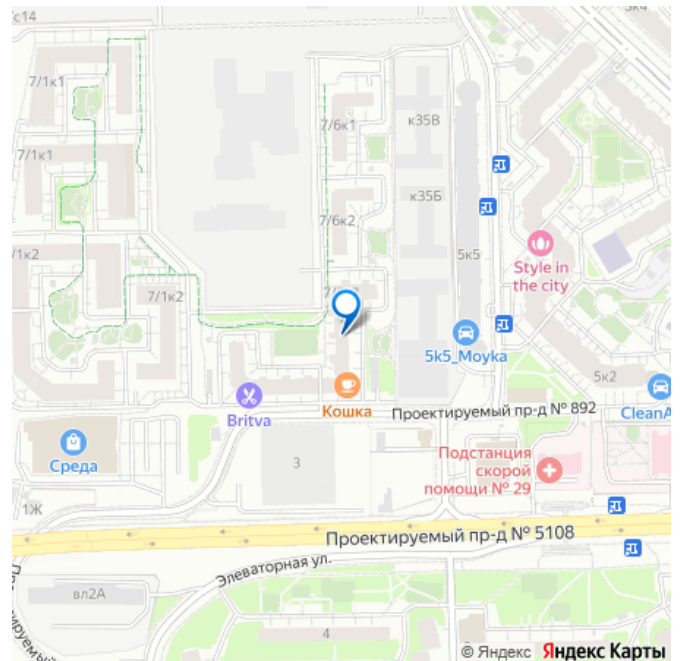 с14
7/1к1
5к4
7/6к1
к35В
7/1к1
к35Б
7/6к2
5к5
Style in
the city
7/1к2
7/1к2
5k5_Moyka
5к2
Britva
Кошка
Проектируемый пр-д № 892
CleanA
Среда
3
Подстанция
скорой
помощи № 29
1Ж
Проектируемый пр-д № 5108
Элеваторная ул.
вл2А
4
© Яндекс Яндекс Карты